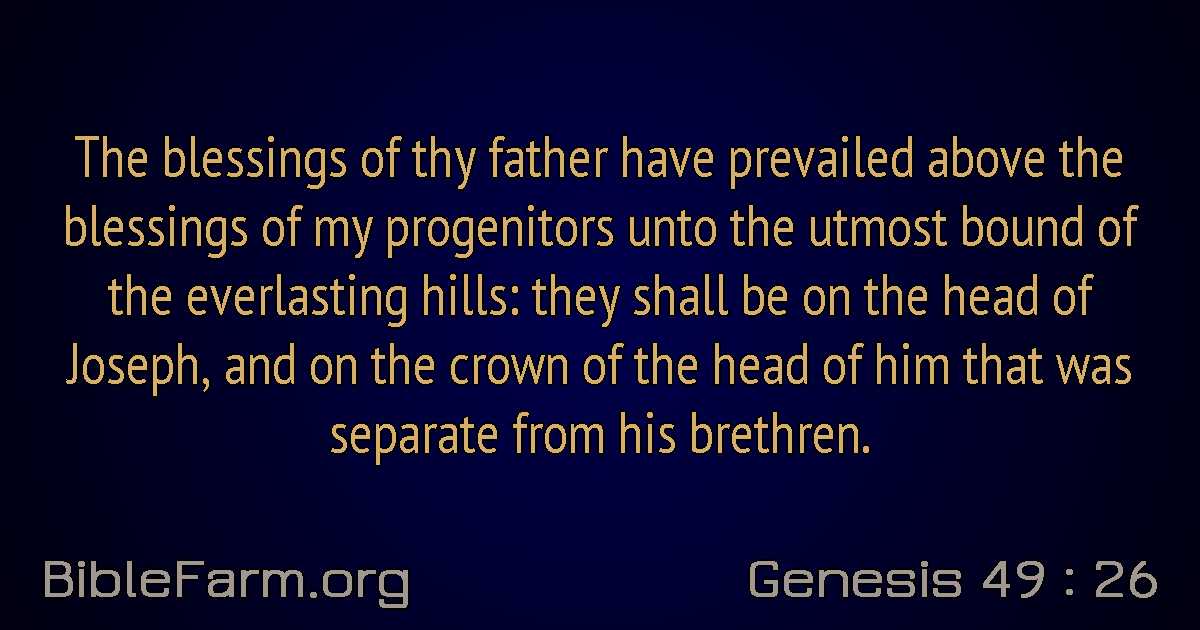 The blessings of thy father have prevailed above the
blessings of my progenitors unto the utmost bound of
the everlasting hills: they shall be on the head of
Joseph, and on the crown of the head of him that was
separate from his brethren.
BibleFarm.org
Genesis 49 : 26